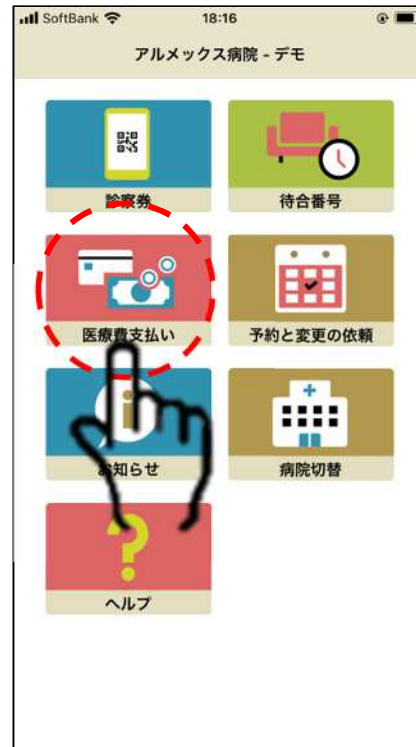 SoftBank 18:16
アルメックス病院 - デモ
診察券 待合番号
医療費支払い 予約と変更の依頼
お知らせ 病院切替
ヘルプ